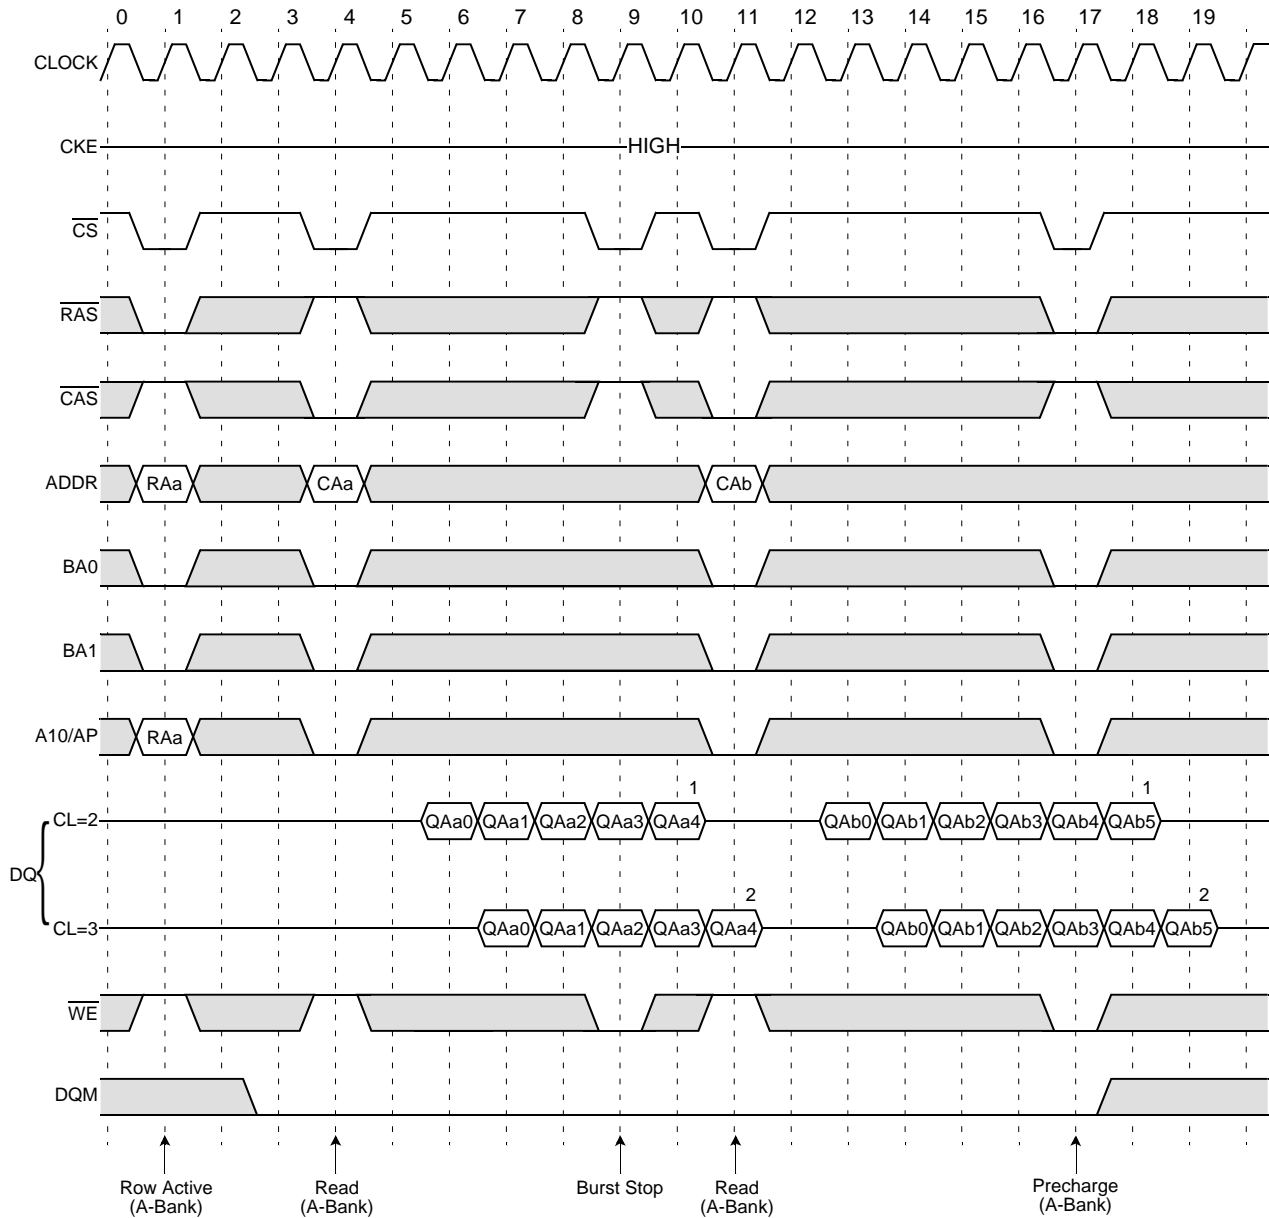 0 1 2 3 4 5 6 7 8 9 10 11 12 13 14 15 16 17 18 19
CLOCK
CKE HIGH
CS
RAS
CAS
ADDR RAa CAa CAb
BA0
BA1
A10/AP RAa
1 1
CL=2 QAa0 QAa1 QAa2 QAa3 QAa4 QAb0 QAb1 QAb2 QAb3 QAb4 QAb5
DQ
2 2
CL=3 QAa0 QAa1 QAa2 QAa3 QAa4 QAb0 QAb1 QAb2 QAb3 QAb4 QAb5
WE
DQM
Row Active Read Burst Stop Read Precharge
(A-Bank) (A-Bank) (A-Bank) (A-Bank)